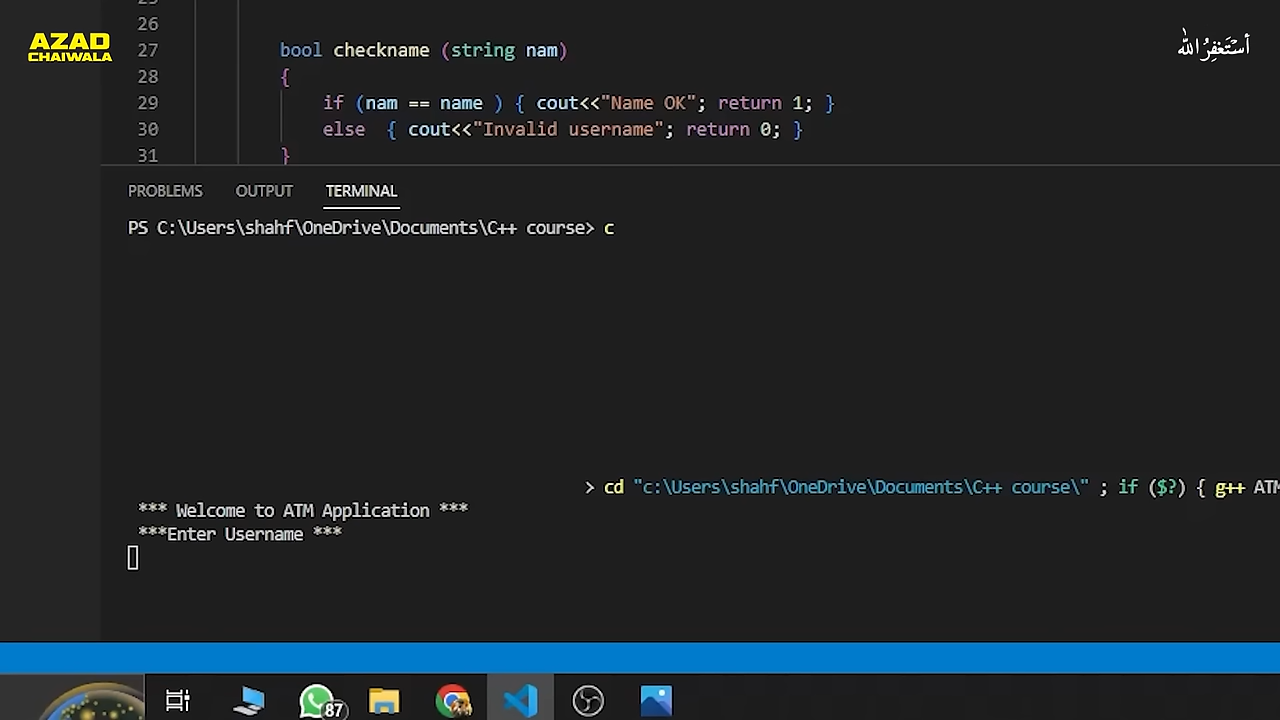 AZAD
CHAIWALA
أستغفر الله
26
27 bool checkname (string nam)
28 {
29 if (nam == name ) { cout<<"Name OK"; return 1; }
30 else { cout<<"Invalid username"; return 0; }
31 }
PROBLEMS OUTPUT TERMINAL
PS C:\Users\shahf\OneDrive\Documents\C++ course> c
> cd "c:\Users\shahf\OneDrive\Documents\C++ course\" ; if ($?) { g++ ATM
*** Welcome to ATM Application ***
***Enter Username ***
87